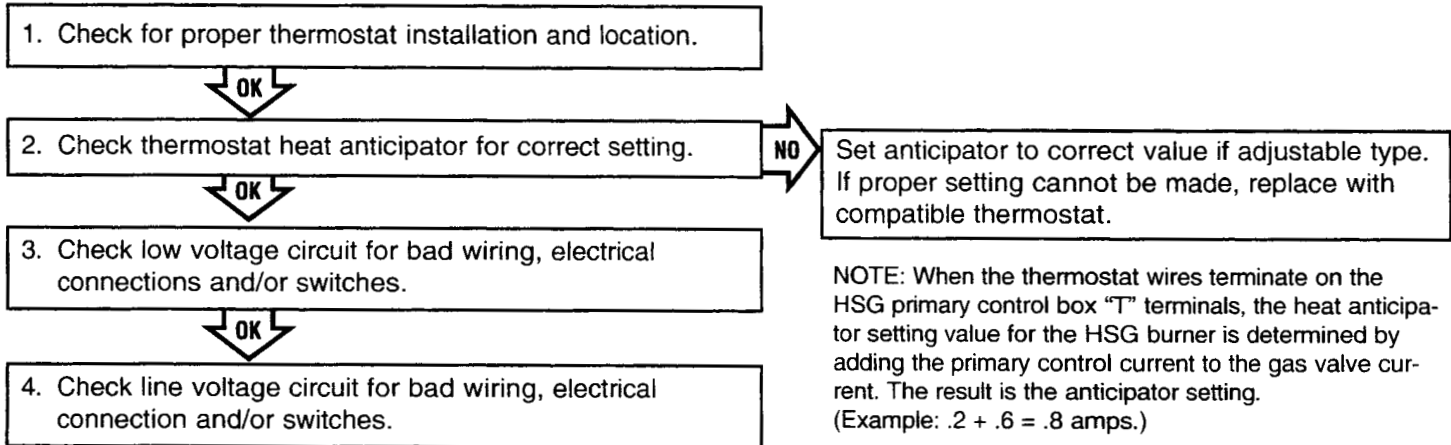 1. Check for proper thermostat installation and location.
OK
2. Check thermostat heat anticipator for correct setting.
NO
Set anticipator to correct value if adjustable type.
If proper setting cannot be made, replace with
compatible thermostat.
OK
3. Check low voltage circuit for bad wiring, electrical
connections and/or switches.
OK
4. Check line voltage circuit for bad wiring, electrical
connection and/or switches.
NOTE: When the thermostat wires terminate on the
HSG primary control box “T” terminals, the heat anticipa-
tor setting value for the HSG burner is determined by
adding the primary control current to the gas valve cur-
rent. The result is the anticipator setting.
(Example: .2 + .6 = .8 amps.)